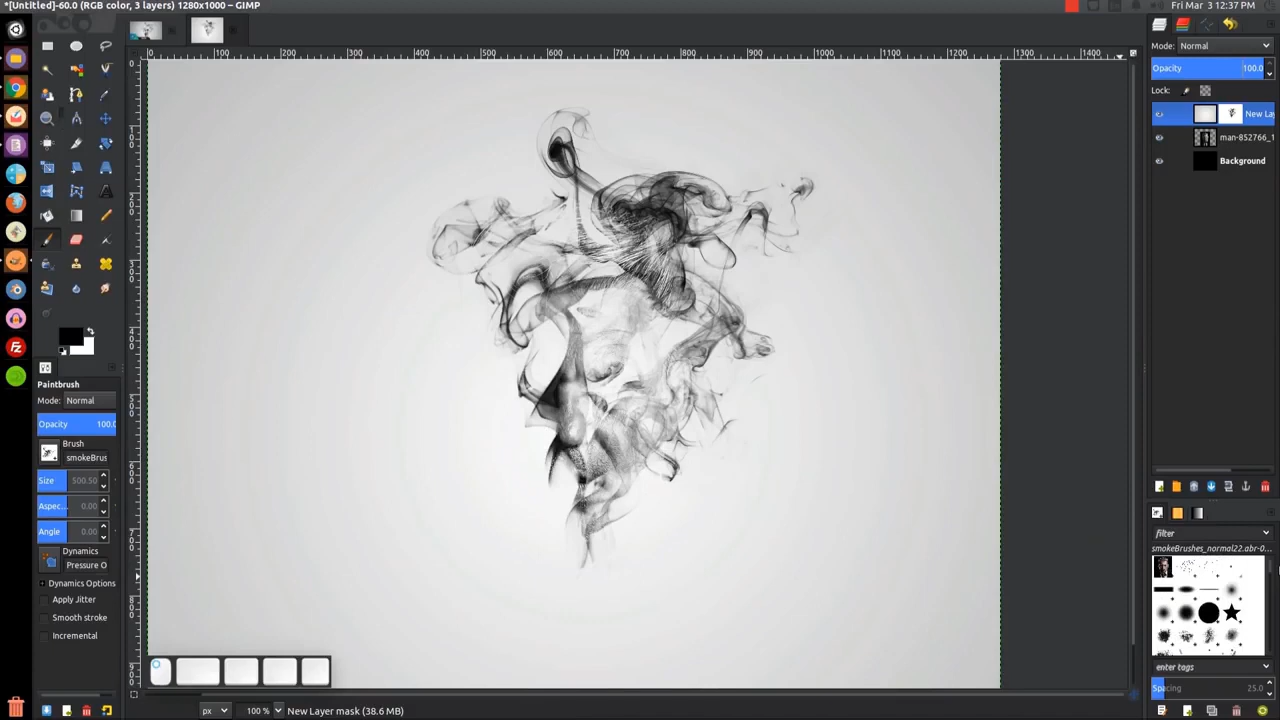 *[Untitled]-60.0 (RGB color, 3 layers) 1280x1000 – GIMP
Fri Mar 3 12:37 PM
0 100 200 300 400 500 600 700 800 900 1000 1100 1200 1300 1400
Mode: Normal
Opacity 100.0
Lock:
New La
man-852766_1
Background
Paintbrush
Mode: Normal
Opacity 100.0
Brush
smokeBrus
Size 500.50
Aspec... 0.00
Angle 0.00
Dynamics
Pressure O
Dynamics Options
Apply Jitter
Smooth stroke
Incremental
filter
smokeBrushes_normal22.abr-0...
enter tags
Spacing 25.0
px 100 % New Layer mask (38.6 MB)